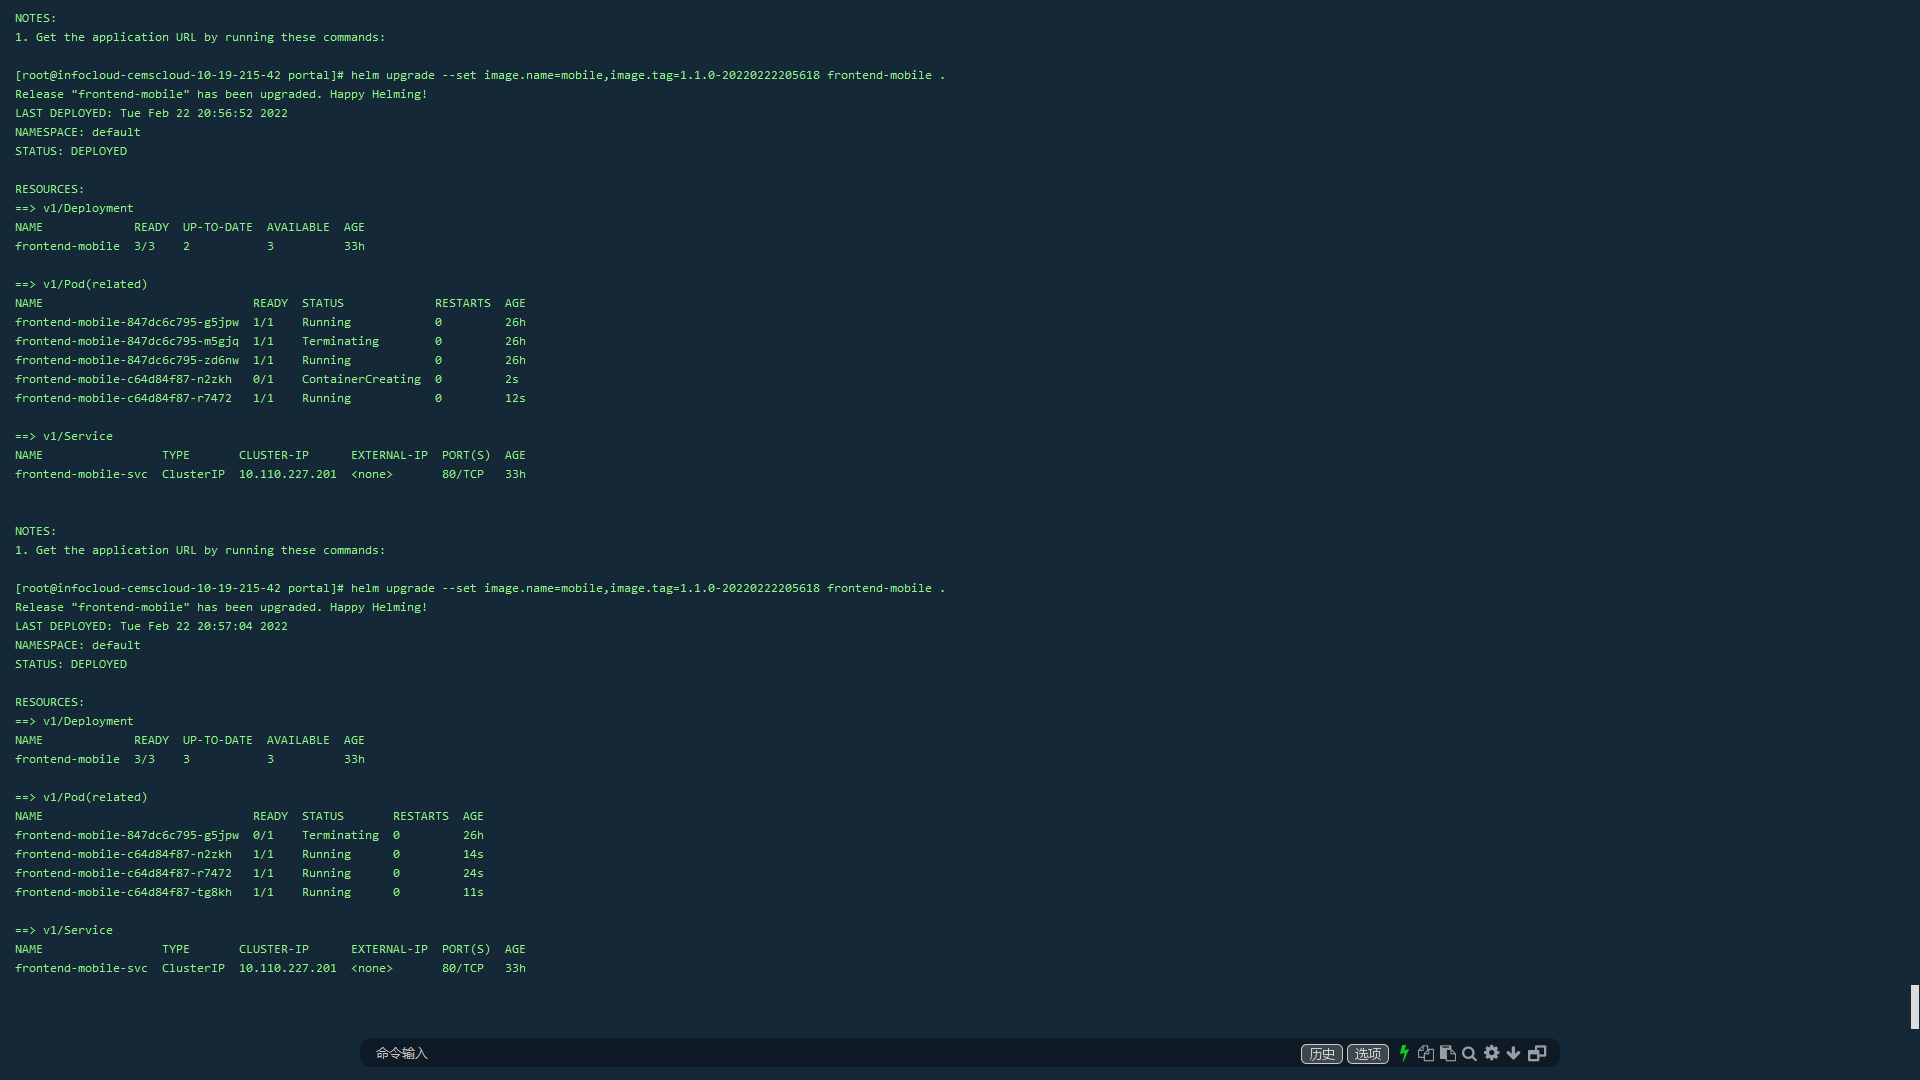 NOTES:
1. Get the application URL by running these commands:
[root@infocloud-cemscloud-10-19-215-42 portal]# helm upgrade --set image.name=mobile,image.tag=1.1.0-20220222205618 frontend-mobile .
Release "frontend-mobile" has been upgraded. Happy Helming!
LAST DEPLOYED: Tue Feb 22 20:56:52 2022
NAMESPACE: default
STATUS: DEPLOYED
RESOURCES:
==> v1/Deployment
NAME             READY  UP-TO-DATE  AVAILABLE  AGE
frontend-mobile  3/3    2           3          33h
==> v1/Pod(related)
NAME                              READY  STATUS             RESTARTS  AGE
frontend-mobile-847dc6c795-g5jpw  1/1    Running            0         26h
frontend-mobile-847dc6c795-m5gjq  1/1    Terminating        0         26h
frontend-mobile-847dc6c795-zd6nw  1/1    Running            0         26h
frontend-mobile-c64d84f87-n2zkh   0/1    ContainerCreating  0         2s
frontend-mobile-c64d84f87-r7472   1/1    Running            0         12s
==> v1/Service
NAME                 TYPE       CLUSTER-IP      EXTERNAL-IP  PORT(S)  AGE
frontend-mobile-svc  ClusterIP  10.110.227.201  <none>       80/TCP   33h
NOTES:
1. Get the application URL by running these commands:
[root@infocloud-cemscloud-10-19-215-42 portal]# helm upgrade --set image.name=mobile,image.tag=1.1.0-20220222205618 frontend-mobile .
Release "frontend-mobile" has been upgraded. Happy Helming!
LAST DEPLOYED: Tue Feb 22 20:57:04 2022
NAMESPACE: default
STATUS: DEPLOYED
RESOURCES:
==> v1/Deployment
NAME             READY  UP-TO-DATE  AVAILABLE  AGE
frontend-mobile  3/3    3           3          33h
==> v1/Pod(related)
NAME                              READY  STATUS       RESTARTS  AGE
frontend-mobile-847dc6c795-g5jpw  0/1    Terminating  0         26h
frontend-mobile-c64d84f87-n2zkh   1/1    Running      0         14s
frontend-mobile-c64d84f87-r7472   1/1    Running      0         24s
frontend-mobile-c64d84f87-tg8kh   1/1    Running      0         11s
==> v1/Service
NAME                 TYPE       CLUSTER-IP      EXTERNAL-IP  PORT(S)  AGE
frontend-mobile-svc  ClusterIP  10.110.227.201  <none>       80/TCP   33h
命令输入 历史 选项